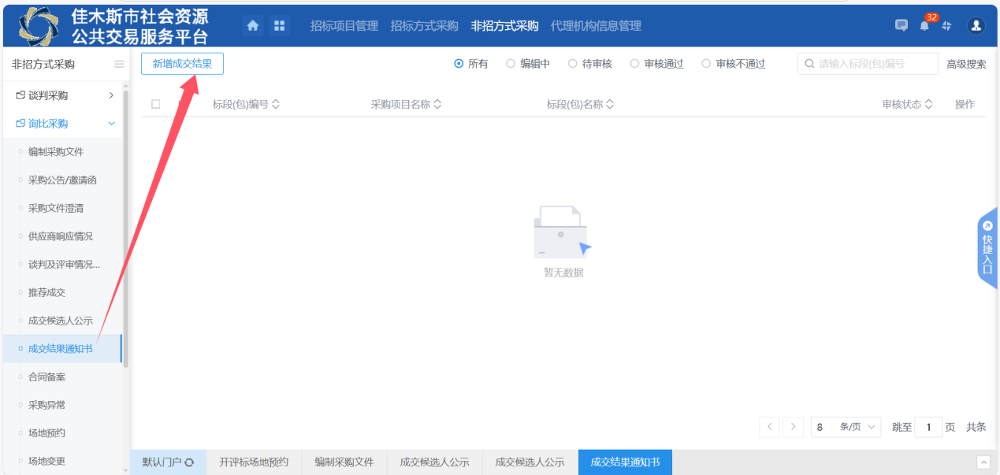 佳木斯市社会资源
公共交易服务平台
招标项目管理 招标方式采购 非招方式采购 代理机构信息管理
32
非招方式采购
新增成交结果
所有 编辑中 待审核 审核通过 审核不通过
请输入标段(包)编号
高级搜索
谈判采购
询比采购
编制采购文件
采购公告/邀请函
采购文件澄清
供应商响应情况
谈判及评审情况...
推荐成交
成交候选人公示
成交结果通知书
合同备案
采购异常
场地预约
场地变更
标段(包)编号 采购项目名称 标段(包)名称 审核状态 操作
暂无数据
快捷入口
8 条/页 跳至 1 页 共条
默认门户 开评标场地预约 编制采购文件 成交候选人公示 成交候选人公示 成交结果通知书